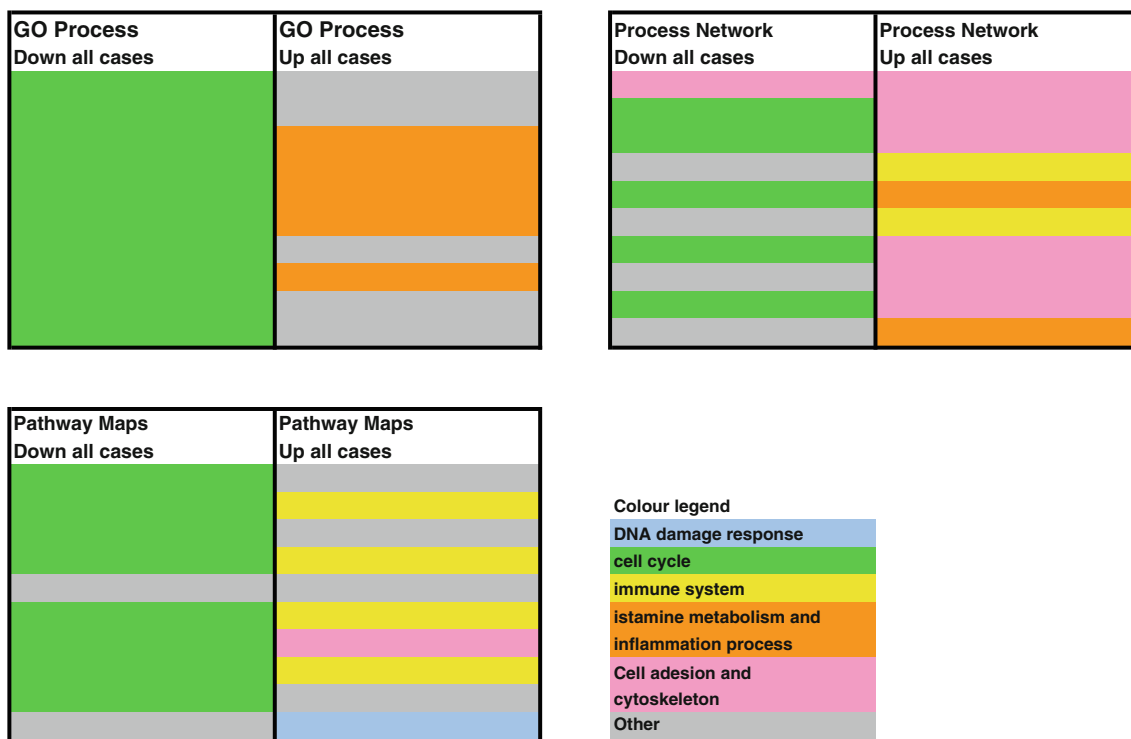 GO Process
Down all cases
GO Process
Up all cases
Process Network
Down all cases
Process Network
Up all cases
Pathway Maps
Down all cases
Pathway Maps
Up all cases
Colour legend
DNA damage response
cell cycle
immune system
istamine metabolism and
inflammation process
Cell adesion and
cytoskeleton
Other